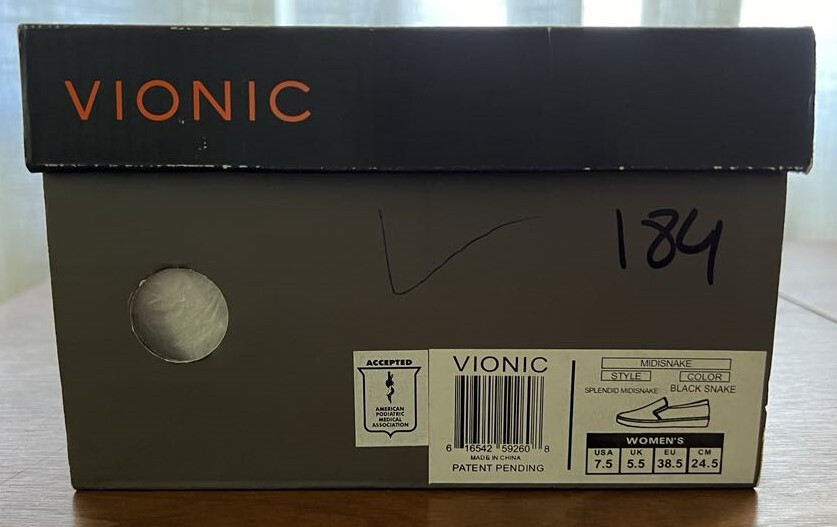 VIONIC
184
ACCEPTED
AMERICAN
PODIATRIC
MEDICAL
ASSOCIATION
VIONIC
6 16542 59260 8
MADE IN CHINA
PATENT PENDING
MIDISNAKE
STYLE COLOR
SPLENDID MIDISNAKE BLACK SNAKE
WOMEN'S
USA UK EU CM
7.5 5.5 38.5 24.5